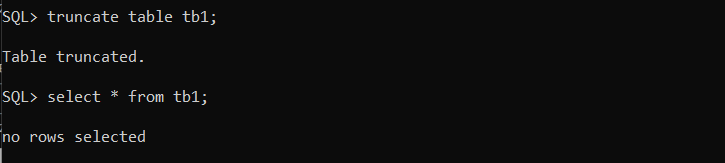 SQL> truncate table tb1;
Table truncated.
SQL> select * from tb1;
no rows selected